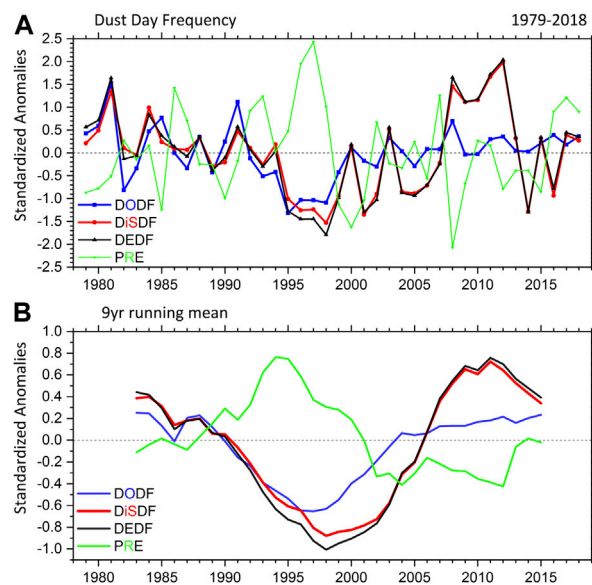 A
Dust Day Frequency
1979-2018
Standardized Anomalies
2.5
2.0
1.5
1.0
0.5
0.0
-0.5
-1.0
-1.5
-2.0
-2.5
DODF
DiSDF
DEDF
PRE
1980 1985 1990 1995 2000 2005 2010 2015
B
9yr running mean
Standardized Anomalies
1.0
0.8
0.6
0.4
0.2
0.0
-0.2
-0.4
-0.6
-0.8
-1.0
DODF
DiSDF
DEDF
PRE
1980 1985 1990 1995 2000 2005 2010 2015